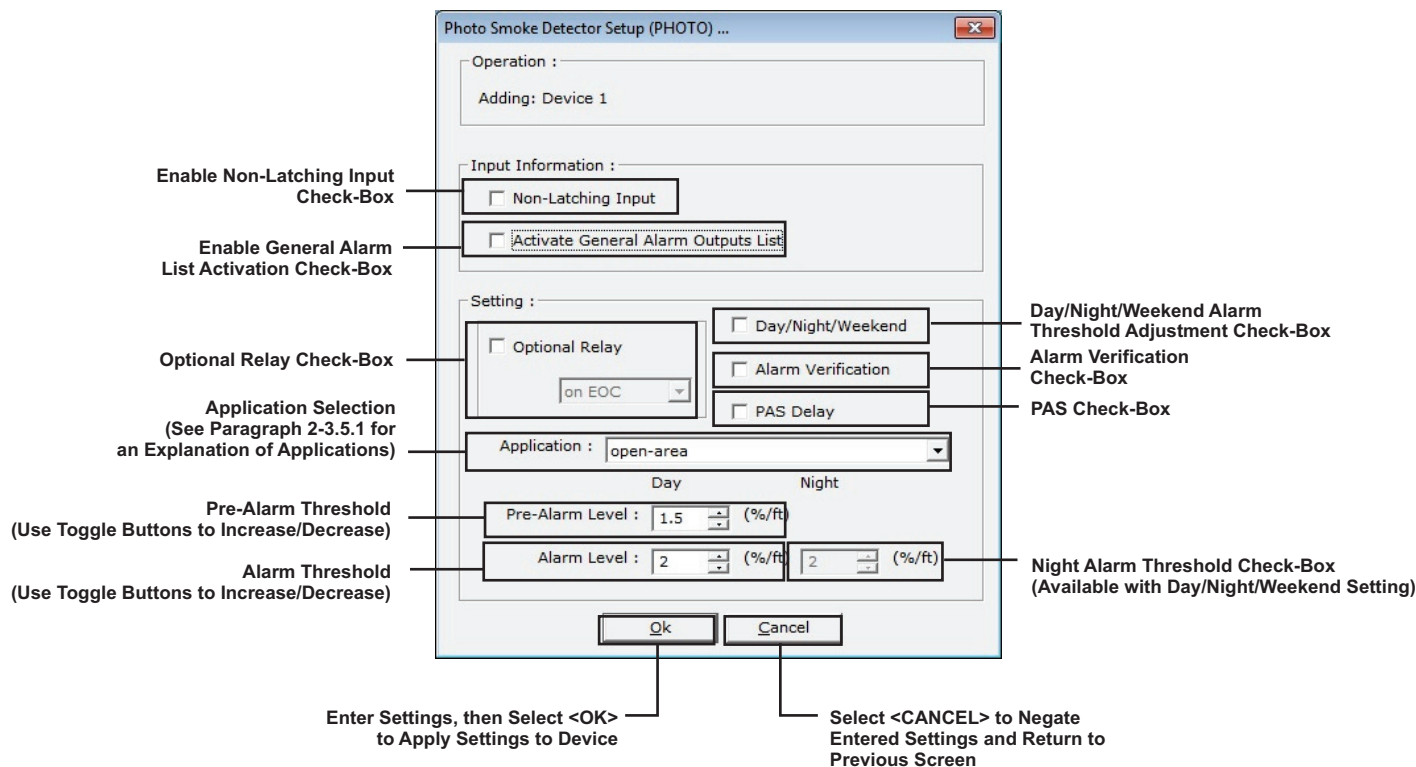 Photo Smoke Detector Setup (PHOTO) ...
Operation :
Adding: Device 1
Input Information :
Enable Non-Latching Input
Check-Box
Non-Latching Input
Enable General Alarm
List Activation Check-Box
Activate General Alarm Outputs List
Setting :
Optional Relay Check-Box
Optional Relay
on EOC
Day/Night/Weekend
Day/Night/Weekend Alarm
Threshold Adjustment Check-Box
Alarm Verification
Alarm Verification
Check-Box
PAS Delay
PAS Check-Box
Application Selection
(See Paragraph 2-3.5.1 for
an Explanation of Applications)
Application : open-area
Day Night
Pre-Alarm Threshold
(Use Toggle Buttons to Increase/Decrease)
Pre-Alarm Level : 1.5 (%/ft)
Alarm Threshold
(Use Toggle Buttons to Increase/Decrease)
Alarm Level : 2 (%/ft) 2 (%/ft)
Night Alarm Threshold Check-Box
(Available with Day/Night/Weekend Setting)
Ok Cancel
Enter Settings, then Select <OK>
to Apply Settings to Device
Select <CANCEL> to Negate
Entered Settings and Return to
Previous Screen